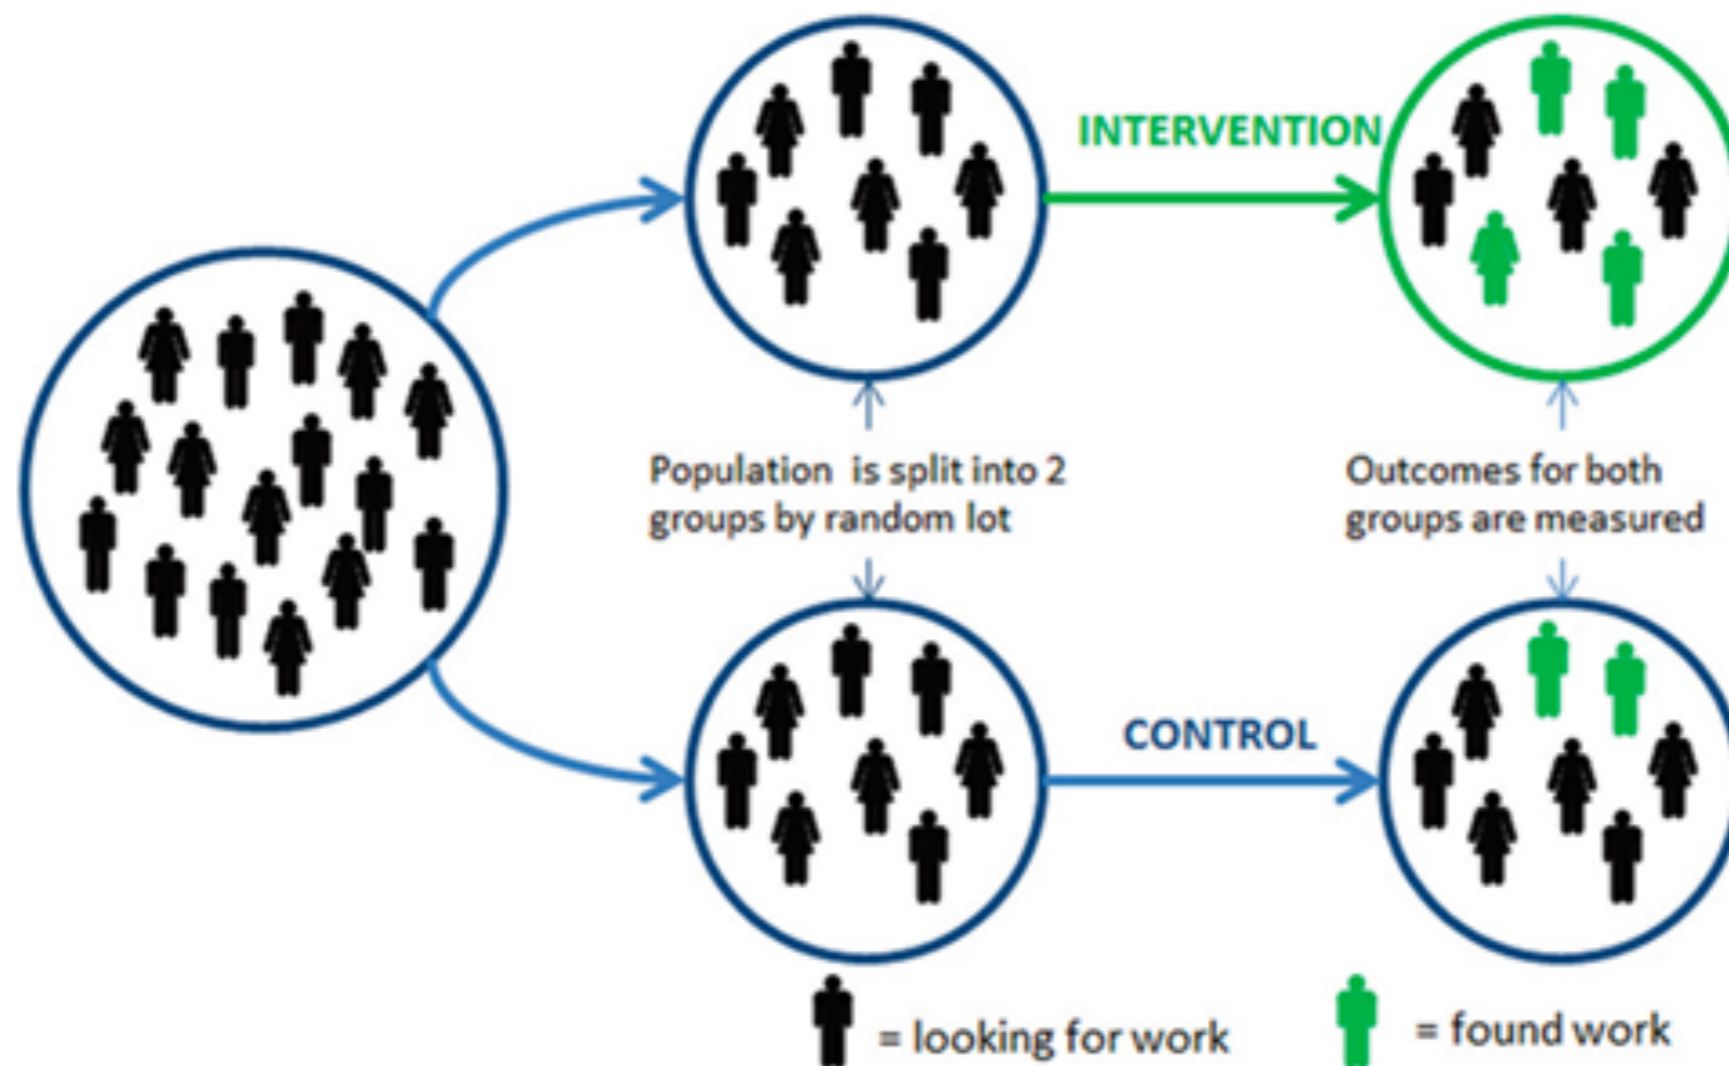 INTERVENTION
Population is split into 2
groups by random lot
Outcomes for both
groups are measured
CONTROL
= looking for work
= found work